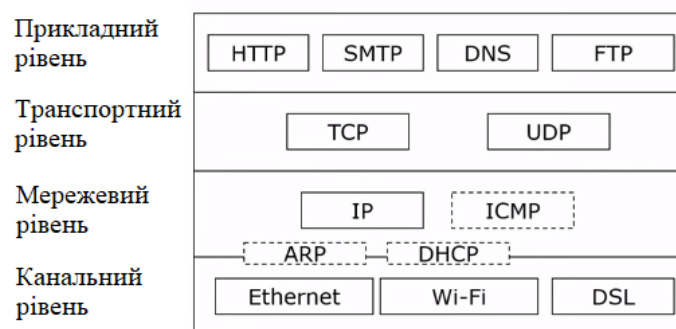 Прикладний
рівень
HTTP SMTP DNS FTP
Транспортний
рівень
TCP UDP
Мережевий
рівень
IP ICMP
ARP DHCP
Канальний
рівень
Ethernet Wi-Fi DSL